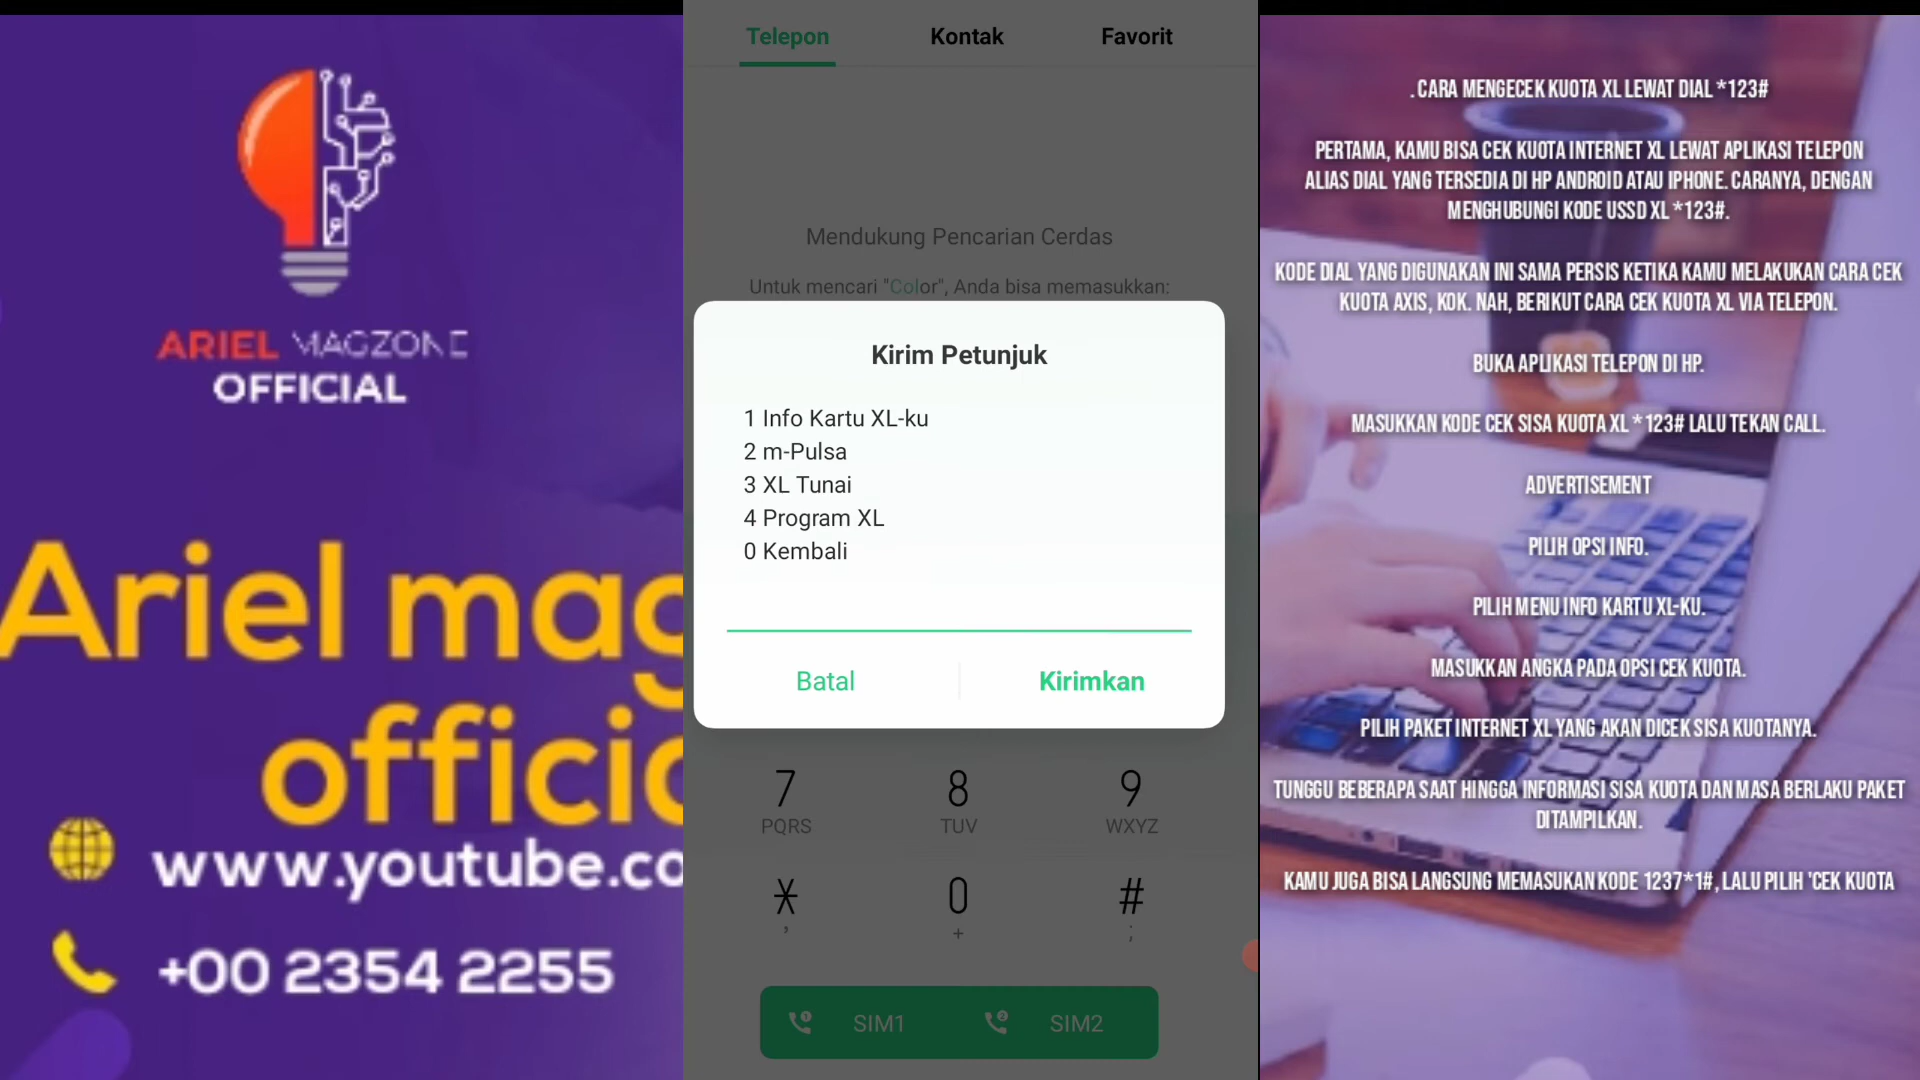 ARIEL MAGZONE
OFFICIAL
Ariel mag
officia
www.youtube.co
+00 2354 2255
Telepon
Kontak
Favorit
Mendukung Pencarian Cerdas
Untuk mencari "Color", Anda bisa memasukkan:
Kirim Petunjuk
1 Info Kartu XL-ku
2 m-Pulsa
3 XL Tunai
4 Program XL
0 Kembali
Batal
Kirimkan
7
8
9
PQRS
TUV
WXYZ
*
0
#
,
+
;
SIM1
SIM2
. CARA MENGECEK KUOTA XL LEWAT DIAL *123#
PERTAMA, KAMU BISA CEK KUOTA INTERNET XL LEWAT APLIKASI TELEPON
ALIAS DIAL YANG TERSEDIA DI HP ANDROID ATAU IPHONE. CARANYA, DENGAN
MENGHUBUNGI KODE USSD XL *123#.
KODE DIAL YANG DIGUNAKAN INI SAMA PERSIS KETIKA KAMU MELAKUKAN CARA CEK
KUOTA AXIS, KOK. NAH, BERIKUT CARA CEK KUOTA XL VIA TELEPON.
BUKA APLIKASI TELEPON DI HP.
MASUKKAN KODE CEK SISA KUOTA XL *123# LALU TEKAN CALL.
ADVERTISEMENT
PILIH OPSI INFO.
PILIH MENU INFO KARTU XL-KU.
MASUKKAN ANGKA PADA OPSI CEK KUOTA.
PILIH PAKET INTERNET XL YANG AKAN DICEK SISA KUOTANYA.
TUNGGU BEBERAPA SAAT HINGGA INFORMASI SISA KUOTA DAN MASA BERLAKU PAKET
DITAMPILKAN.
KAMU JUGA BISA LANGSUNG MEMASUKAN KODE 1237*1#, LALU PILIH 'CEK KUOTA